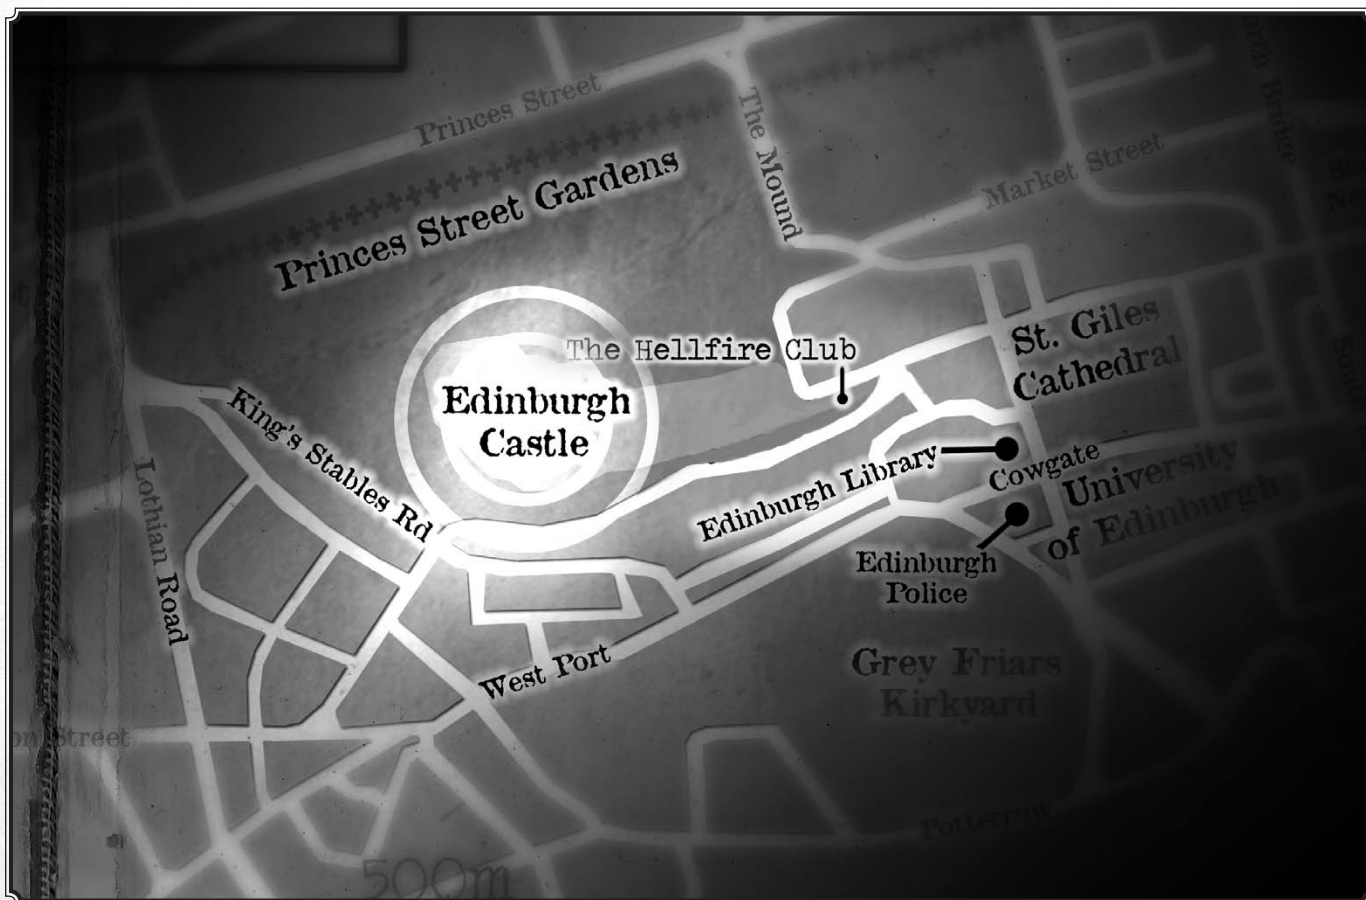 Princes Street
The Mound
Market Street
Princes Street Gardens
The Hellfire Club
St. Giles
Cathedral
Edinburgh
Castle
King's Stables Rd
Edinburgh Library
Cowgate
University
of Edinburgh
Lothian Road
Edinburgh
Police
West Port
Grey Friars
Kirkyard
Street
Potterrow
500m